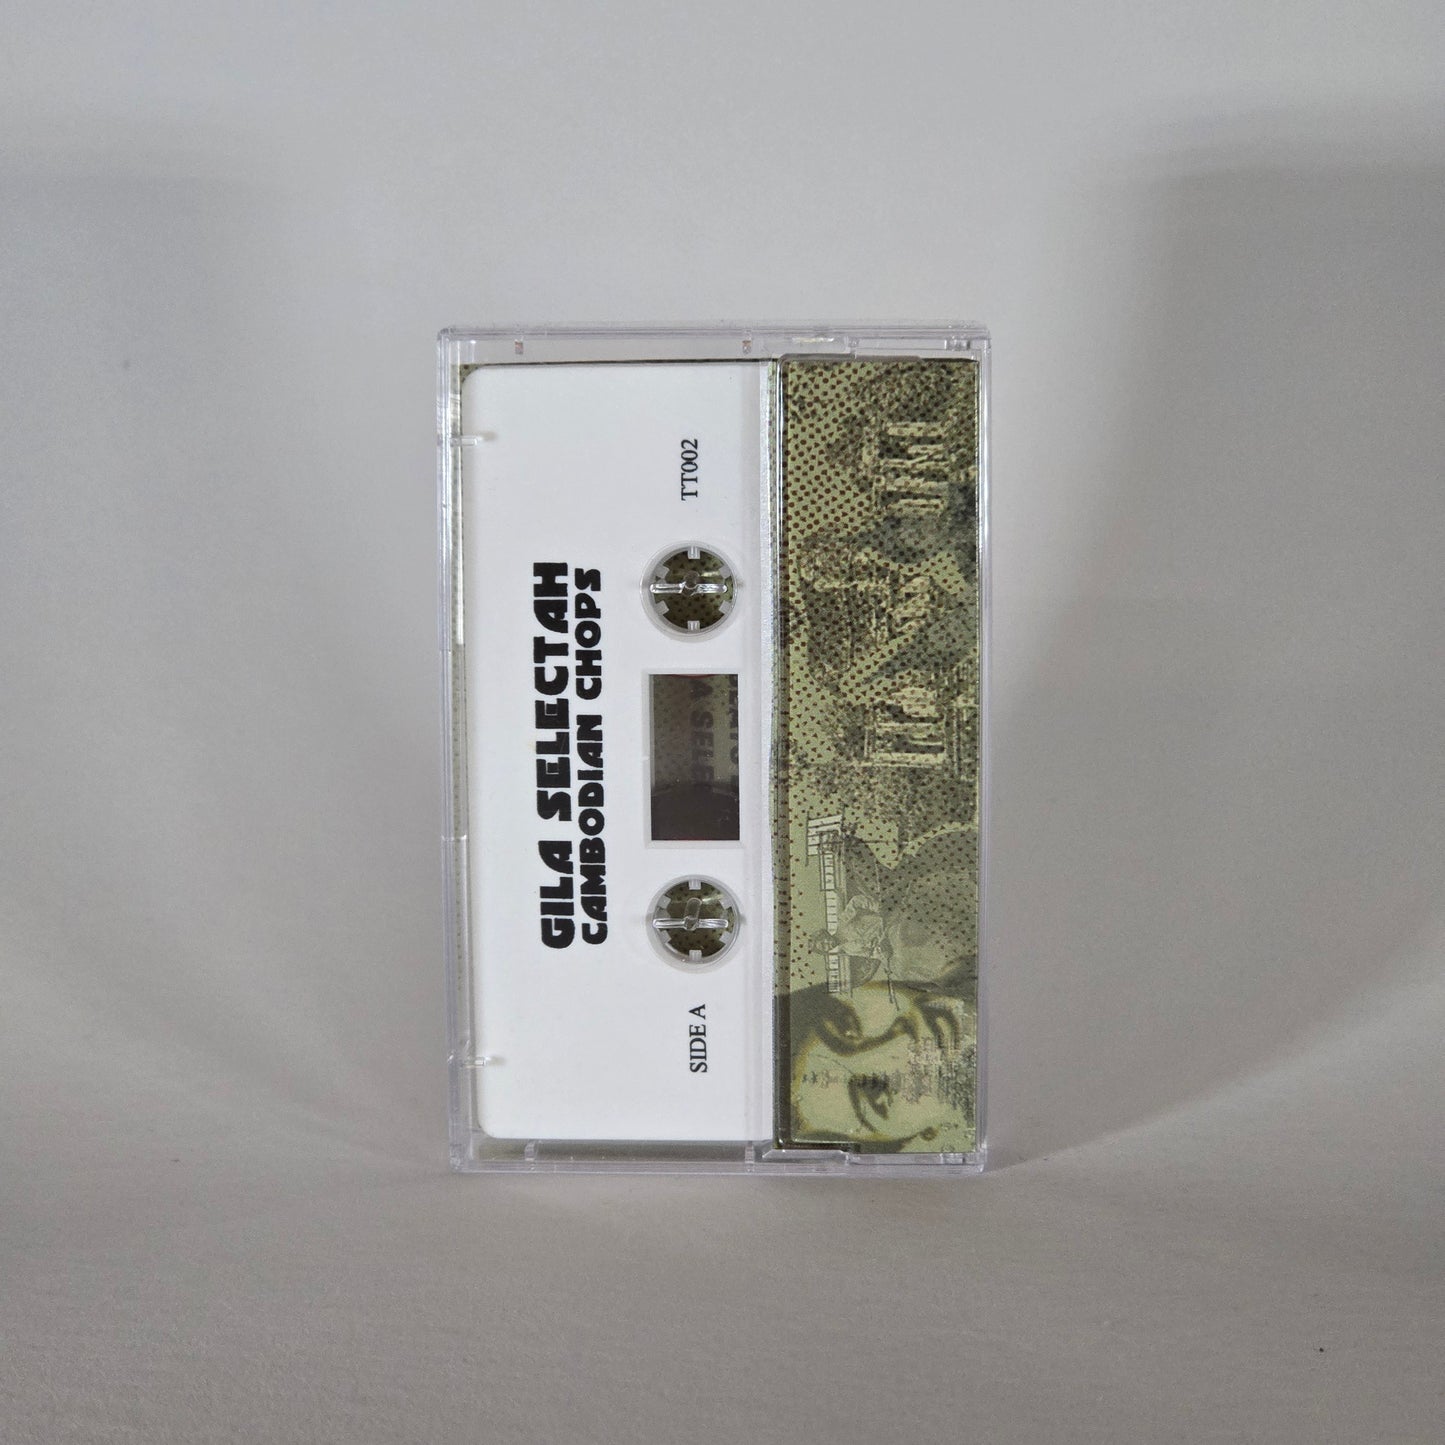 GILA SELECTAH
CAMBODIAN CHOPS
SIDE A
TT002